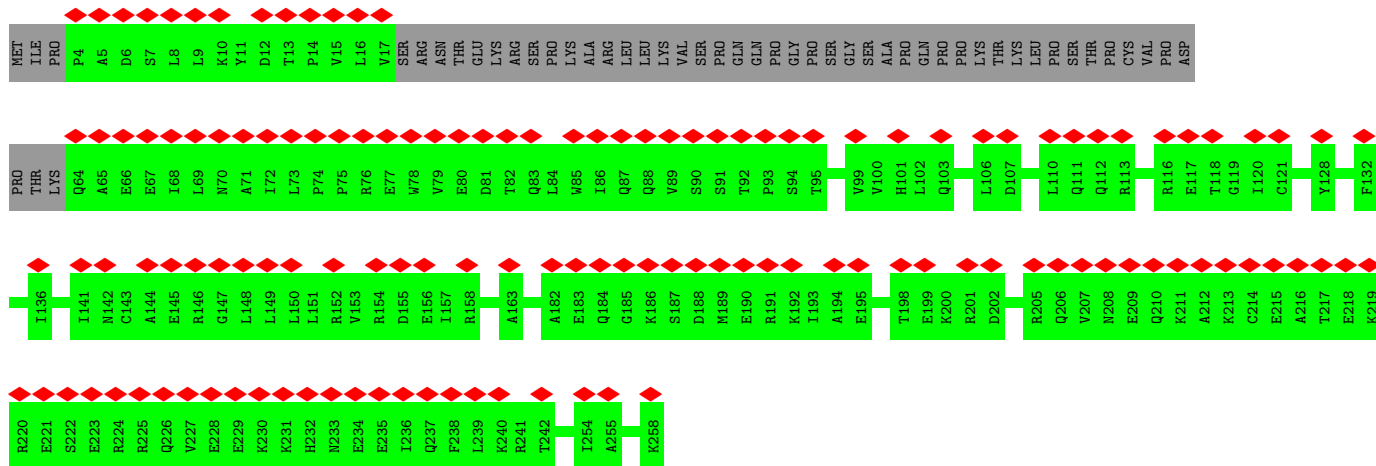 MET ILE PRO P4 A5 D6 S7 L8 L9 K10 Y11 D12 T13 P14 V15 L16 V17 SER ARG ASN THR GLU LYS ARG SER PRO LYS ALA ARG LEU LEU LYS VAL SER PRO GLN GLN PRO GLY PRO SER GLY SER ALA PRO GLN PRO PRO LYS THR LYS LEU PRO SER THR PRO CYS VAL PRO ASP
PRO THR LYS Q64 A65 E66 E67 I68 L69 N70 A71 I72 L73 P74 P75 R76 E77 W78 V79 E80 D81 T82 Q83 L84 W85 I86 Q87 Q88 V89 S90 S91 T92 P93 S94 T95 V99 V100 H101 L102 Q103 L106 D107 L110 Q111 Q112 R113 R116 E117 T118 G119 I120 C121 Y128 F132
I136 I141 N142 C143 A144 E145 R146 G147 L148 L149 L150 L151 R152 V153 R154 D155 E156 I157 R158 A163 A182 E183 Q184 G185 K186 S187 D188 M189 E190 R191 K192 I193 A194 E195 T198 E199 K200 R201 D202 R205 Q206 V207 N208 E209 Q210 K211 A212 K213 C214 E215 A216 T217 E218 K219
R220 E221 S222 E223 R224 R225 Q226 V227 E228 E229 K230 K231 H232 N233 E234 E235 I236 Q237 F238 L239 K240 R241 T242 I254 A255 K258